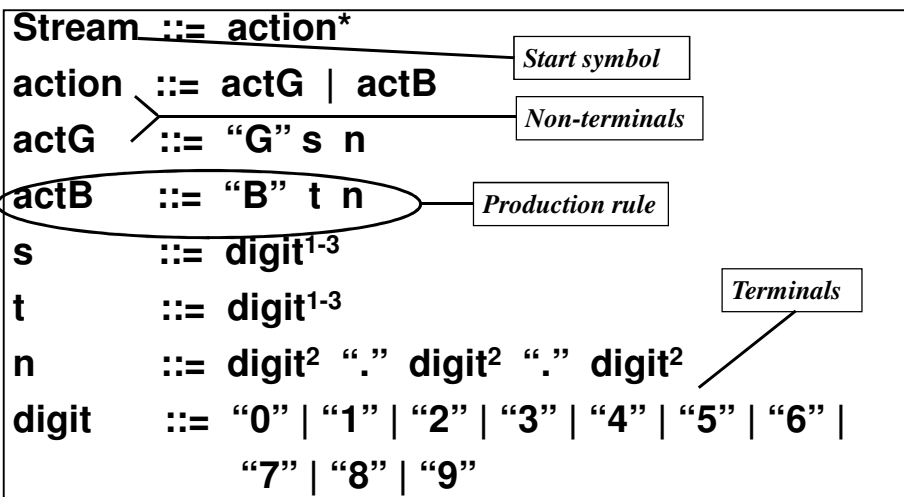 Stream ::= action*
Start symbol
action ::= actG | actB
Non-terminals
actG ::= “G” s n
actB ::= “B” t n
Production rule
s ::= digit¹⁻³
t ::= digit¹⁻³
Terminals
n ::= digit² “.” digit² “.” digit²
digit ::= “0” | “1” | “2” | “3” | “4” | “5” | “6” |
“7” | “8” | “9”